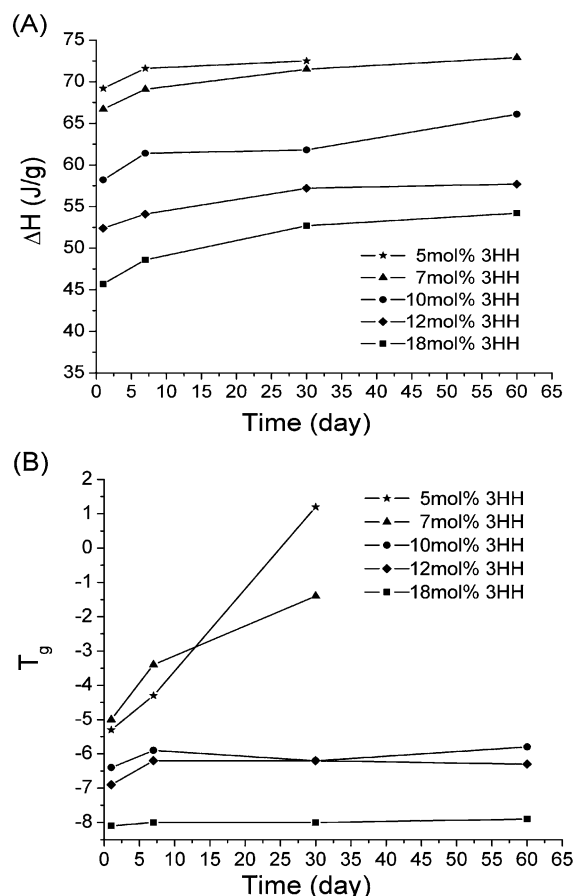 (A)
75
70
65
60
55
50
45
40
35
ΔH (J/g)
5mol% 3HH
7mol% 3HH
10mol% 3HH
12mol% 3HH
18mol% 3HH
0 5 10 15 20 25 30 35 40 45 50 55 60 65
Time (day)
(B)
2
1
0
-1
-2
-3
-4
-5
-6
-7
-8
Tg
5mol% 3HH
7mol% 3HH
10mol% 3HH
12mol% 3HH
18mol% 3HH
0 5 10 15 20 25 30 35 40 45 50 55 60 65
Time (day)